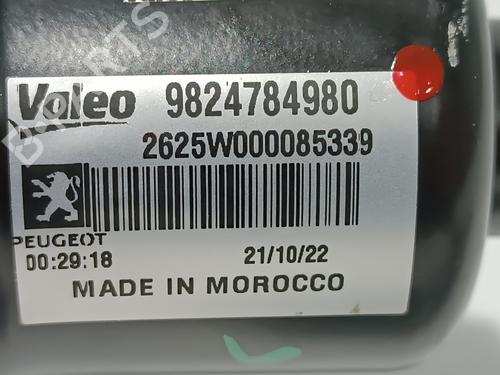 Valeo 9824784980
2625W000085339
PEUGEOT
00:29:18 21/10/22
MADE IN MOROCCO